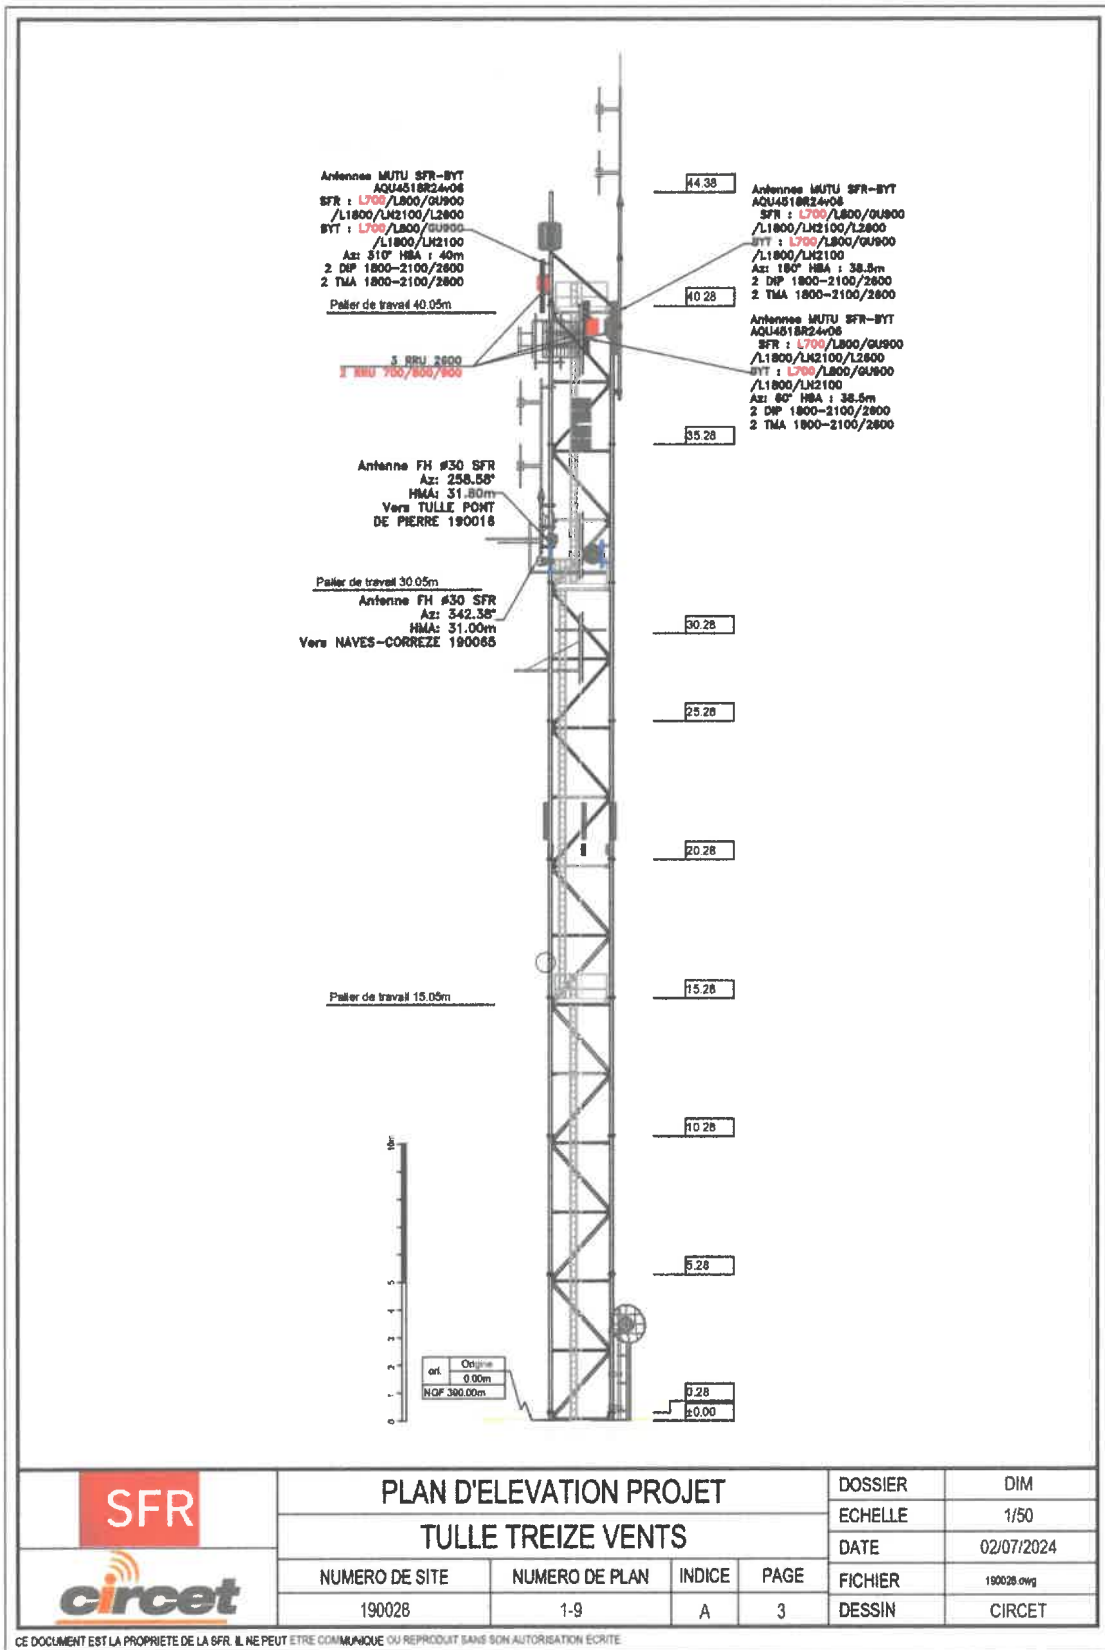 Antennes MUTU SFR-BYT
AQU4518R24v06
SFR : L700/L800/GU900
/L1800/LN2100/L2600
BYT : L700/L800/GU900
/L1800/LN2100
Az: 310° HBA : 40m
2 DIP 1800-2100/2600
2 TMA 1800-2100/2600
Palier de travail 40.05m
3 RRU 2600
2 RRU 700/800/900
Antenne FH ø30 SFR
Az: 258.58°
HMA: 31.80m
Vers TULLE PONT
DE PIERRE 190018
Palier de travail 30.05m
Antenne FH ø30 SFR
Az: 342.38°
HMA: 31.00m
Vers NAVES-CORREZE 190065
Palier de travail 15.05m
44.38
40.28
35.28
30.28
25.28
20.28
15.28
10.28
5.28
0.28
±0.00
Antennes MUTU SFR-BYT
AQU4518R24v06
SFR : L700/L800/GU900
/L1800/LN2100/L2600
BYT : L700/L800/GU900
/L1800/LN2100
Az: 180° HBA : 38.5m
2 DIP 1800-2100/2600
2 TMA 1800-2100/2600
Antennes MUTU SFR-BYT
AQU4518R24v06
SFR : L700/L800/GU900
/L1800/LN2100/L2600
BYT : L700/L800/GU900
/L1800/LN2100
Az: 60° HBA : 38.5m
2 DIP 1800-2100/2600
2 TMA 1800-2100/2600
10m
5
4
3
2
1
0
ori. Origine
0.00m
NGF 390.00m
SFR
circet
PLAN D'ELEVATION PROJET
TULLE TREIZE VENTS
NUMERO DE SITE NUMERO DE PLAN INDICE PAGE
190028 1-9 A 3
DOSSIER DIM
ECHELLE 1/50
DATE 02/07/2024
FICHIER 190028.dwg
DESSIN CIRCET
CE DOCUMENT EST LA PROPRIETE DE LA SFR. IL NE PEUT ETRE COMMUNIQUE OU REPRODUIT SANS SON AUTORISATION ECRITE